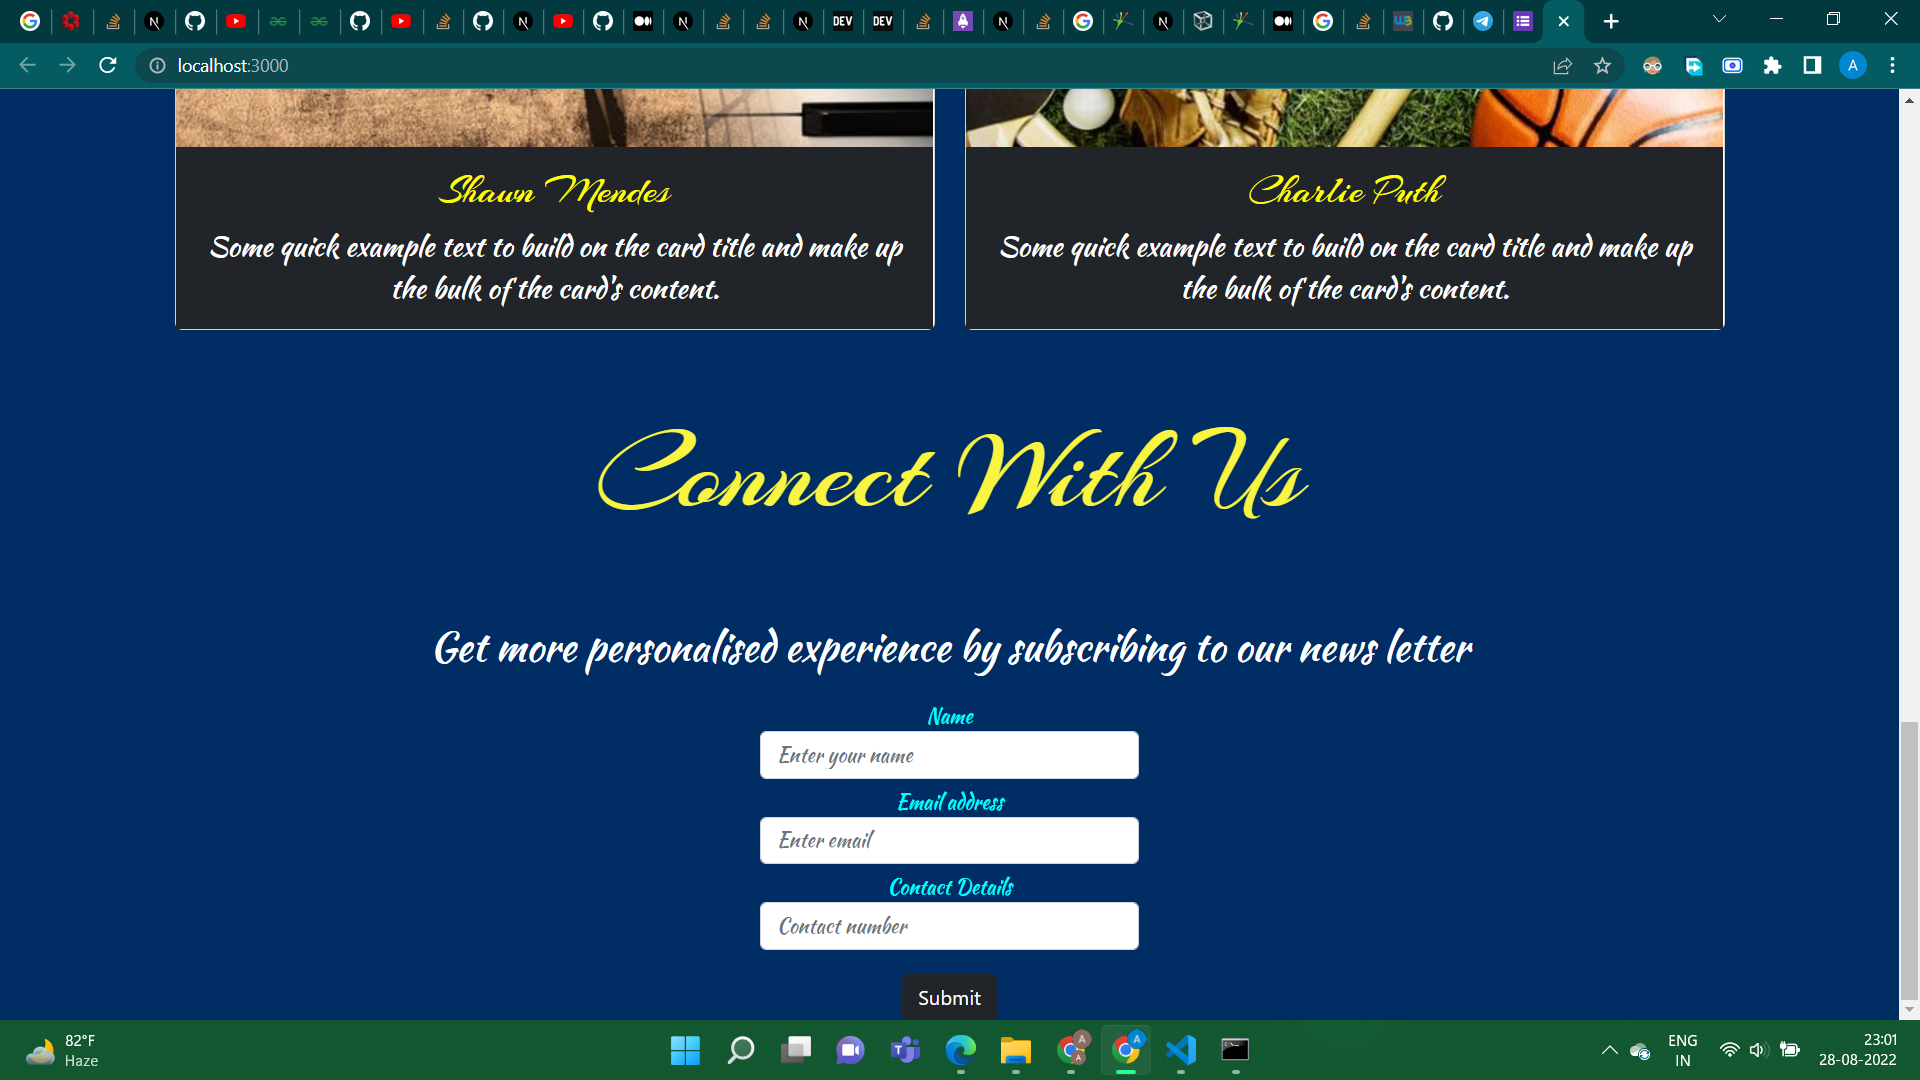 DEV
DEV
localhost:3000
A
Shawn Mendes
Charlie Puth
Some quick example text to build on the card title and make up
the bulk of the card's content.
Some quick example text to build on the card title and make up
the bulk of the card's content.
Connect With Us
Get more personalised experience by subscribing to our news letter
Name
Enter your name
Email address
Enter email
Contact Details
Contact number
Submit
82°F
Haze
ENG
IN
23:01
28-08-2022